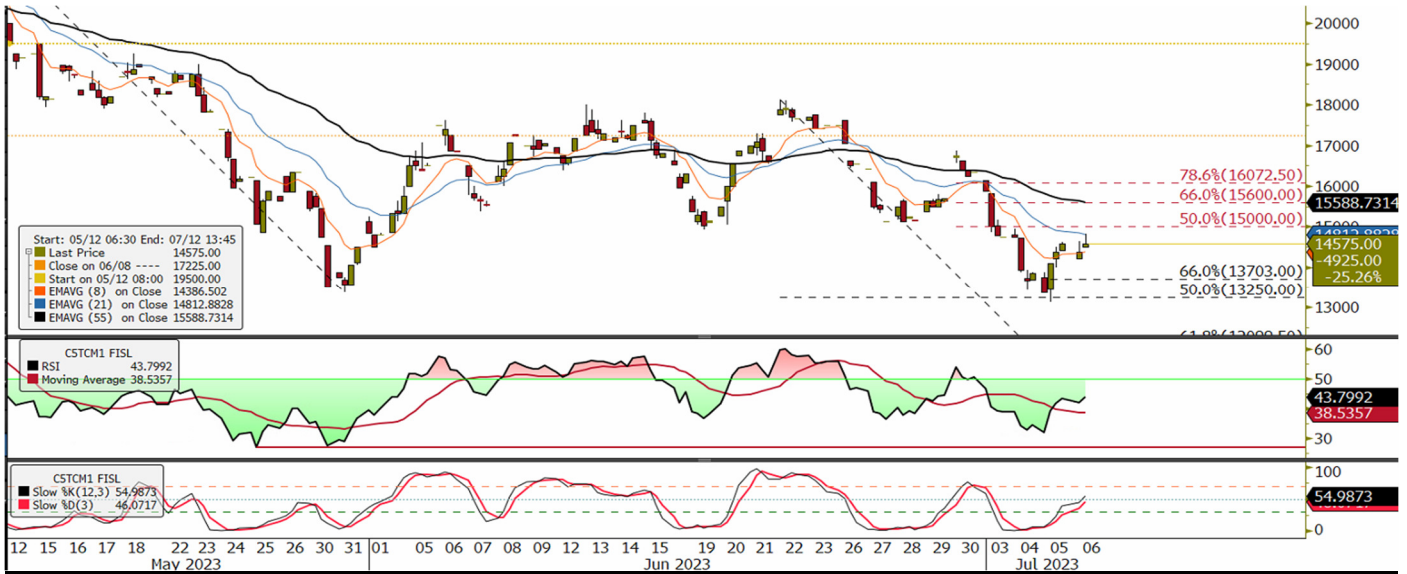 20000
19000
18000
17000
78.6%(16072.50)
16000
66.0%(15600.00)
15588.7314
50.0%(15000.00)
14812.8828
Start: 05/12 06:30 End: 07/12 13:45
Last Price 14575.00
Close on 06/08 ---- 17225.00
Start on 05/12 08:00 19500.00
EMAVG (8) on Close 14386.502
EMAVG (21) on Close 14812.8828
EMAVG (55) on Close 15588.7314
14575.00
-4925.00
-25.26%
66.0%(13703.00)
50.0%(13250.00)
13000
CSTCM1 FISL
RSI 43.7992
Moving Average 38.5357
60
50
43.7992
38.5357
30
CSTCM1 FISL
Slow %K(12,3) 54.9873
Slow %D(3) 46.0717
100
54.9873
0
12 15 16 17 18 22 23 24 25 26 30 31 01 05 06 07 08 09 12 13 14 15 19 20 21 22 23 26 27 28 29 30 03 04 05 06
May 2023 Jun 2023 Jul 2023